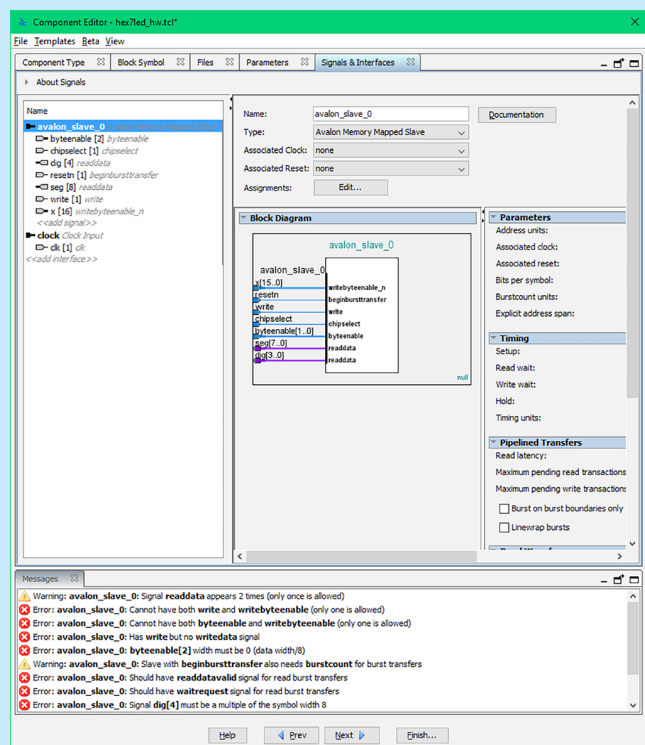 Component Editor - hex7led_hw.tcl*
File Templates Beta View
Component Type Block Symbol Files Parameters Signals & Interfaces
About Signals
Name
avalon_slave_0
byteenable [2] byteenable
chipselect [1] chipselect
dig [4] readdata
resetn [1] beginbursttransfer
seg [8] readdata
write [1] write
x [16] writebyteenable_n
<<add signal>>
clock Clock Input
clk [1] clk
<<add interface>>
Name: avalon_slave_0 Documentation
Type: Avalon Memory Mapped Slave
Associated Clock: none
Associated Reset: none
Assignments: Edit...
Block Diagram
avalon_slave_0
avalon_slave_0
x[15..0] writebyteenable_n
resetn beginbursttransfer
write write
chipselect chipselect
byteenable[1..0] byteenable
seg[7..0] readdata
dig[3..0] readdata
null
Parameters
Address units:
Associated clock:
Associated reset:
Bits per symbol:
Burstcount units:
Explicit address span:
Timing
Setup:
Read wait:
Write wait:
Hold:
Timing units:
Pipelined Transfers
Read latency:
Maximum pending read transactions
Maximum pending write transactions
Burst on burst boundaries only
Linewrap bursts
Messages
Warning: avalon_slave_0: Signal readdata appears 2 times (only once is allowed)
Error: avalon_slave_0: Cannot have both write and writebyteenable (only one is allowed)
Error: avalon_slave_0: Cannot have both byteenable and writebyteenable (only one is allowed)
Error: avalon_slave_0: Has write but no writedata signal
Error: avalon_slave_0: byteenable[2] width must be 0 (data width/8)
Warning: avalon_slave_0: Slave with beginbursttransfer also needs burstcount for burst transfers
Error: avalon_slave_0: Should have readdatavalid signal for read burst transfers
Error: avalon_slave_0: Should have waitrequest signal for read burst transfers
Error: avalon_slave_0: Signal dig[4] must be a multiple of the symbol width 8
Help Prev Next Finish...